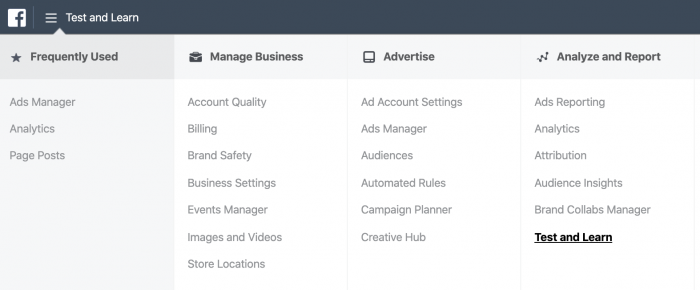 Test and Learn
Frequently Used
Ads Manager
Analytics
Page Posts
Manage Business
Account Quality
Billing
Brand Safety
Business Settings
Events Manager
Images and Videos
Store Locations
Advertise
Ad Account Settings
Ads Manager
Audiences
Automated Rules
Campaign Planner
Creative Hub
Analyze and Report
Ads Reporting
Analytics
Attribution
Audience Insights
Brand Collabs Manager
Test and Learn